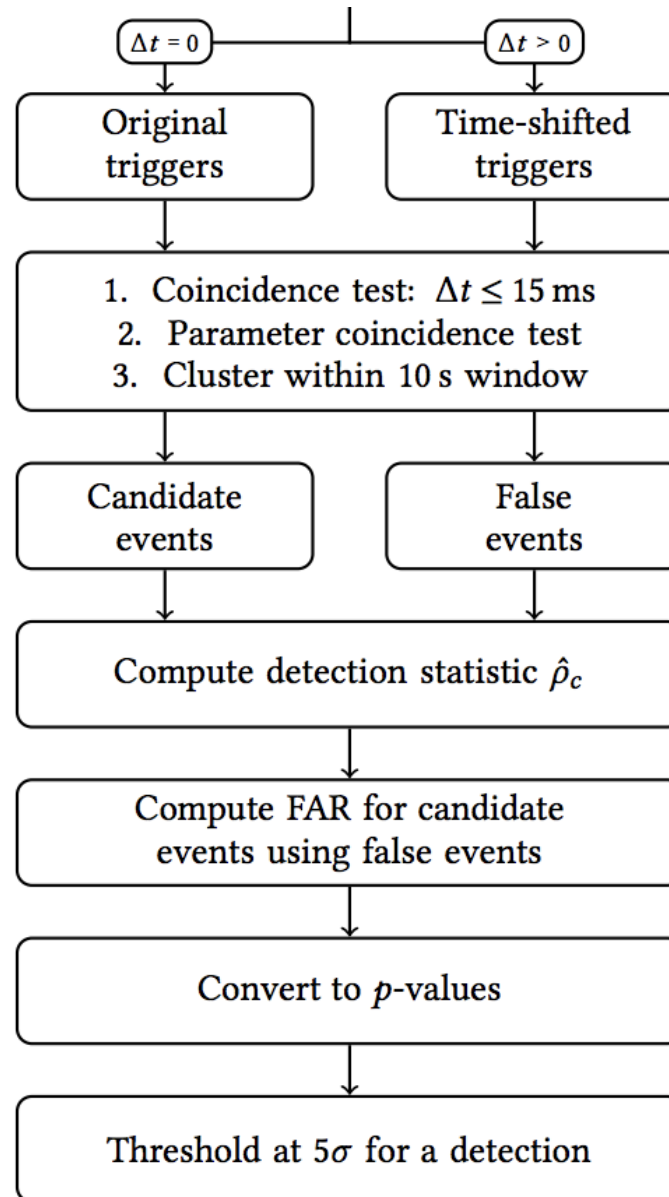 Δt = 0
Δt > 0
Original
triggers
Time-shifted
triggers
1. Coincidence test: Δt ≤ 15 ms
2. Parameter coincidence test
3. Cluster within 10 s window
Candidate
events
False
events
Compute detection statistic ρ̂c
Compute FAR for candidate
events using false events
Convert to p-values
Threshold at 5σ for a detection